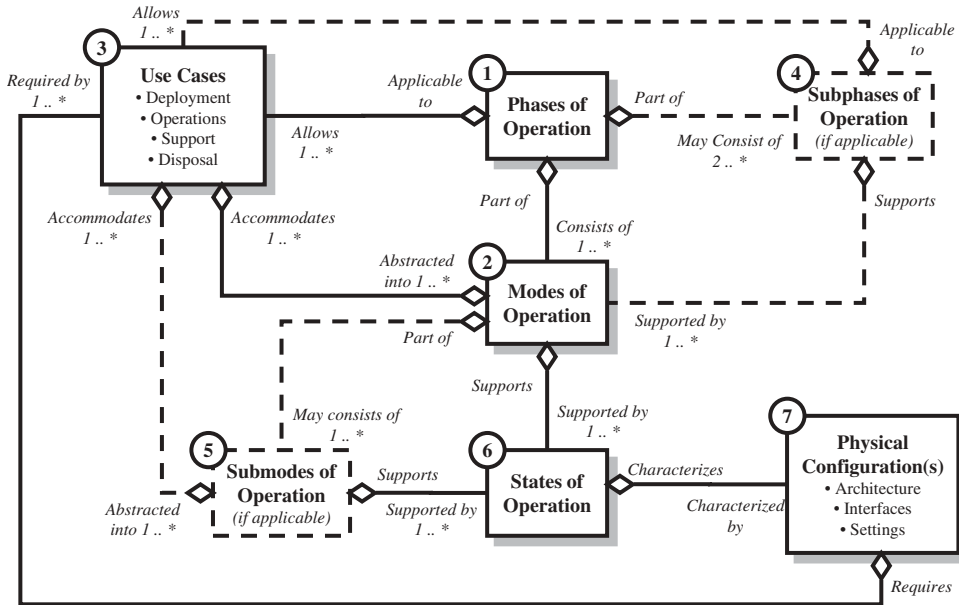 Allows
1 .. *
3
Use Cases
• Deployment
• Operations
• Support
• Disposal
Required by
1 .. *
Applicable
to
1
Phases of
Operation
Part of
May Consist of
2 .. *
Applicable
to
4
Subphases of
Operation
(if applicable)
Allows
1 .. *
Part of
Consists of
1 .. *
Supports
Accommodates
1 .. *
Accommodates
1 .. *
Abstracted
into 1 .. *
2
Modes of
Operation
Part of
Supported by
1 .. *
Supports
Supported by
1 .. *
May consists of
1 .. *
5
Submodes of
Operation
(if applicable)
Abstracted
into 1 .. *
Supports
Supported by
1 .. *
6
States of
Operation
Characterizes
Characterized
by
7
Physical
Configuration(s)
• Architecture
• Interfaces
• Settings
Requires